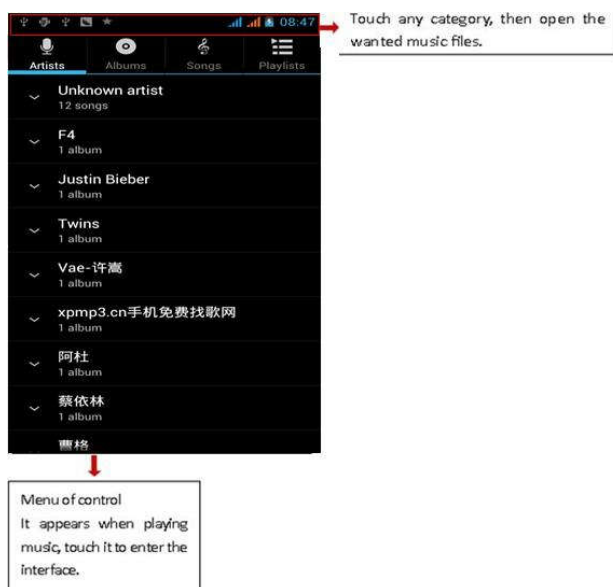 08:47
Touch any category, then open the
wanted music files.
Artists Albums Songs Playlists
Unknown artist
12 songs
F4
1 album
Justin Bieber
1 album
Twins
1 album
Vae-许嵩
1 album
xpmp3.cn手机免费找歌网
1 album
阿杜
1 album
蔡依林
1 album
曹格
Menu of control
It appears when playing
music, touch it to enter the
interface.